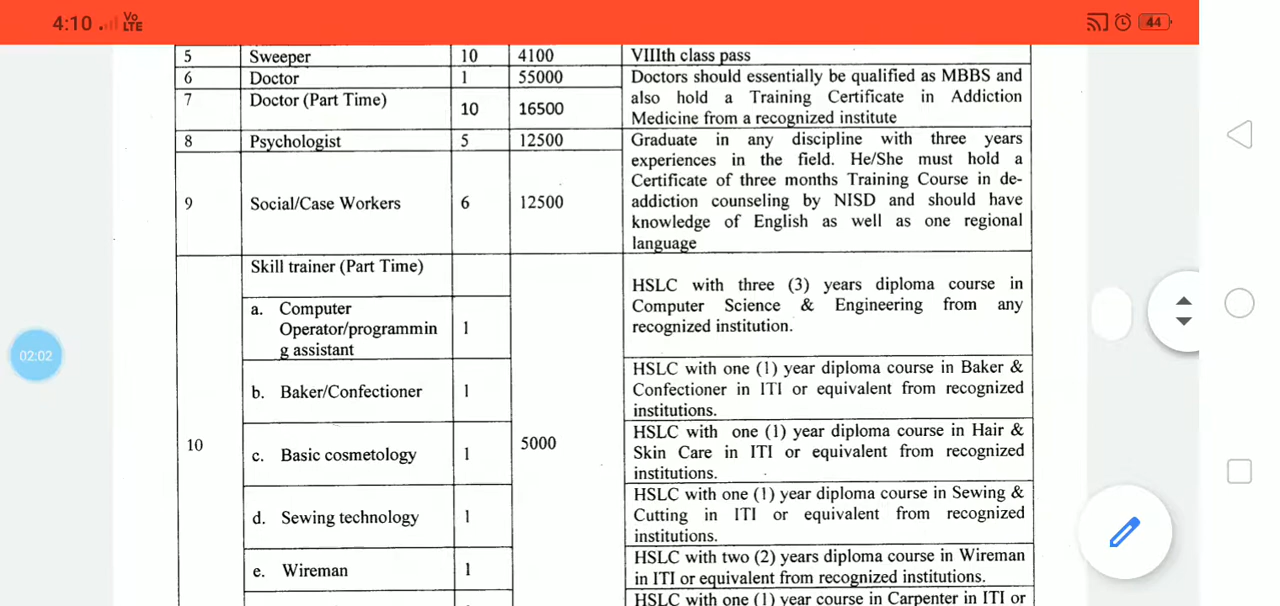 4:10 Vo LTE 44
5 Sweeper 10 4100 VIIIth class pass
6 Doctor 1 55000 Doctors should essentially be qualified as MBBS and
7 Doctor (Part Time) 10 16500 also hold a Training Certificate in Addiction
Medicine from a recognized institute
8 Psychologist 5 12500 Graduate in any discipline with three years
experiences in the field. He/She must hold a
Certificate of three months Training Course in de-
9 Social/Case Workers 6 12500 addiction counseling by NISD and should have
knowledge of English as well as one regional
language
Skill trainer (Part Time)
HSLC with three (3) years diploma course in
a. Computer Computer Science & Engineering from any
Operator/programmin 1 recognized institution.
g assistant
HSLC with one (1) year diploma course in Baker &
b. Baker/Confectioner 1 Confectioner in ITI or equivalent from recognized
institutions.
10 5000 HSLC with one (1) year diploma course in Hair &
c. Basic cosmetology 1 Skin Care in ITI or equivalent from recognized
institutions.
HSLC with one (1) year diploma course in Sewing &
d. Sewing technology 1 Cutting in ITI or equivalent from recognized
institutions.
HSLC with two (2) years diploma course in Wireman
e. Wireman 1 in ITI or equivalent from recognized institutions.
HSLC with one (1) year course in Carpenter in ITI or
02:02